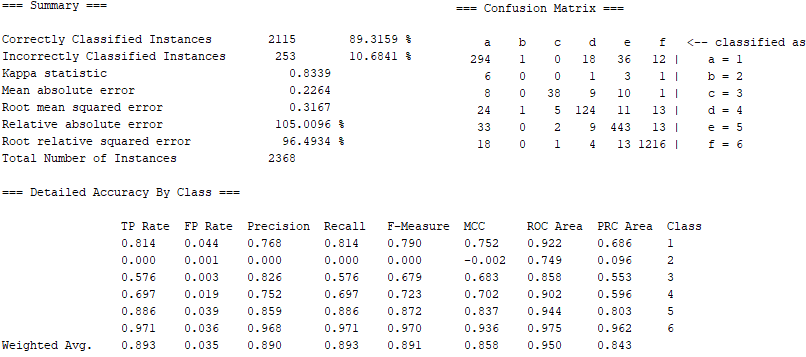 === Summary ===
Correctly Classified Instances 2115 89.3159 %
Incorrectly Classified Instances 253 10.6841 %
Kappa statistic 0.8339
Mean absolute error 0.2264
Root mean squared error 0.3167
Relative absolute error 105.0096 %
Root relative squared error 96.4934 %
Total Number of Instances 2368
=== Confusion Matrix ===
a b c d e f <-- classified as
294 1 0 18 36 12 | a = 1
6 0 0 1 3 1 | b = 2
8 0 38 9 10 1 | c = 3
24 1 5 124 11 13 | d = 4
33 0 2 9 443 13 | e = 5
18 0 1 4 13 1216 | f = 6
=== Detailed Accuracy By Class ===
TP Rate FP Rate Precision Recall F-Measure MCC ROC Area PRC Area Class
0.814 0.044 0.768 0.814 0.790 0.752 0.922 0.686 1
0.000 0.001 0.000 0.000 0.000 -0.002 0.749 0.096 2
0.576 0.003 0.826 0.576 0.679 0.683 0.858 0.553 3
0.697 0.019 0.752 0.697 0.723 0.702 0.902 0.596 4
0.886 0.039 0.859 0.886 0.872 0.837 0.944 0.803 5
0.971 0.036 0.968 0.971 0.970 0.936 0.975 0.962 6
Weighted Avg. 0.893 0.035 0.890 0.893 0.891 0.858 0.950 0.843